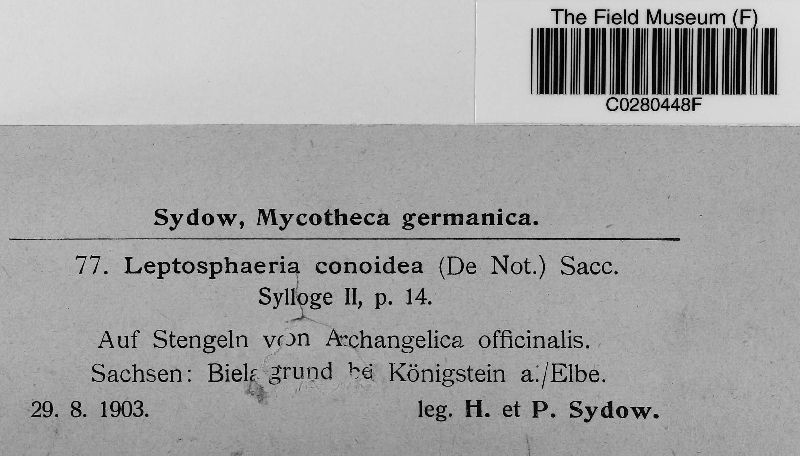 The Field Museum (F)
C0280448F
Sydow, Mycotheca germanica.
77. Leptosphaeria conoidea (De Not.) Sacc.
Sylloge II, p. 14.
Auf Stengeln von Archangelica officinalis.
Sachsen: Bielagrund bei Königstein a./Elbe.
29. 8. 1903. leg. H. et P. Sydow.